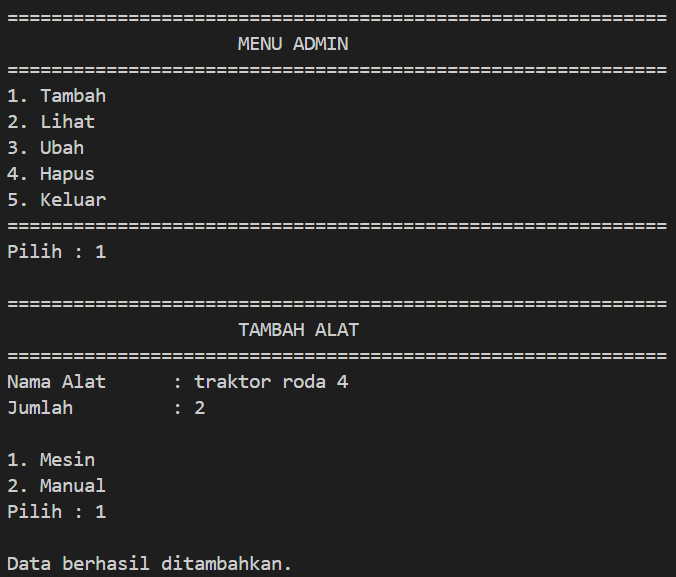 ============================================================
                     MENU ADMIN
============================================================
1. Tambah
2. Lihat
3. Ubah
4. Hapus
5. Keluar
============================================================
Pilih : 1
============================================================
                     TAMBAH ALAT
============================================================
Nama Alat      : traktor roda 4
Jumlah         : 2
1. Mesin
2. Manual
Pilih : 1
Data berhasil ditambahkan.